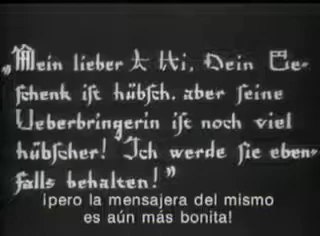 „Mein lieber A Hi, Dein Ge-
schenk ist hübsch, aber seine
Ueberbringerin ist noch viel
hübscher! Ich werde sie eben-
falls behalten!”
¡pero la mensajera del mismo
es aún más bonita!